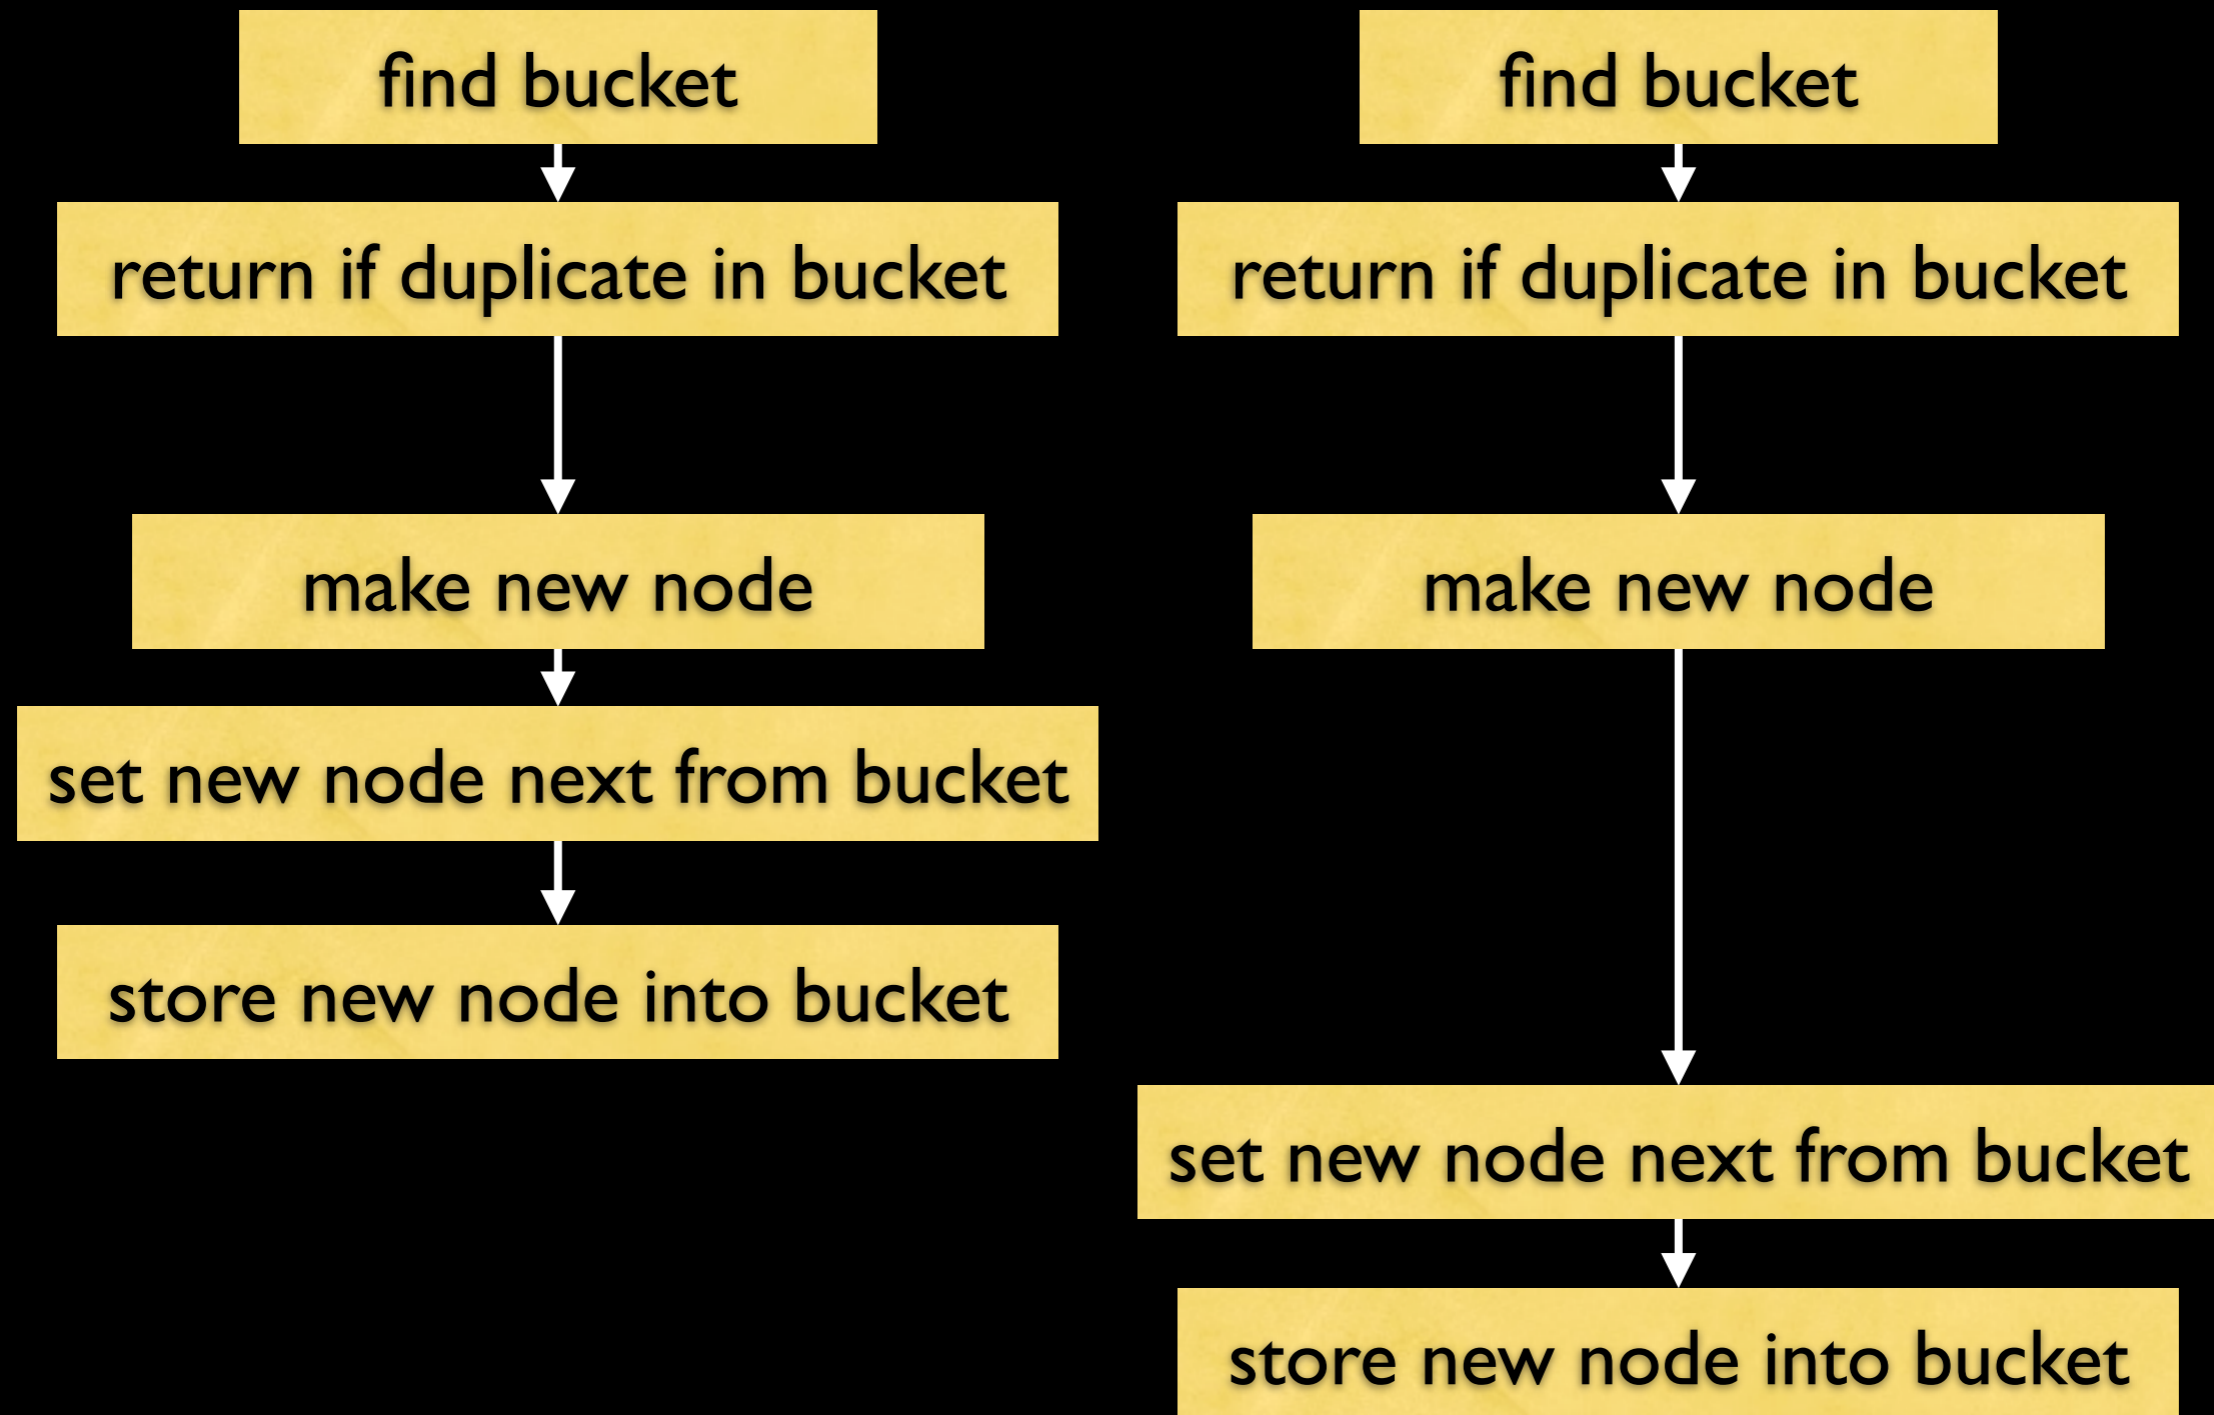 find bucket
return if duplicate in bucket
make new node
set new node next from bucket
store new node into bucket
find bucket
return if duplicate in bucket
make new node
set new node next from bucket
store new node into bucket